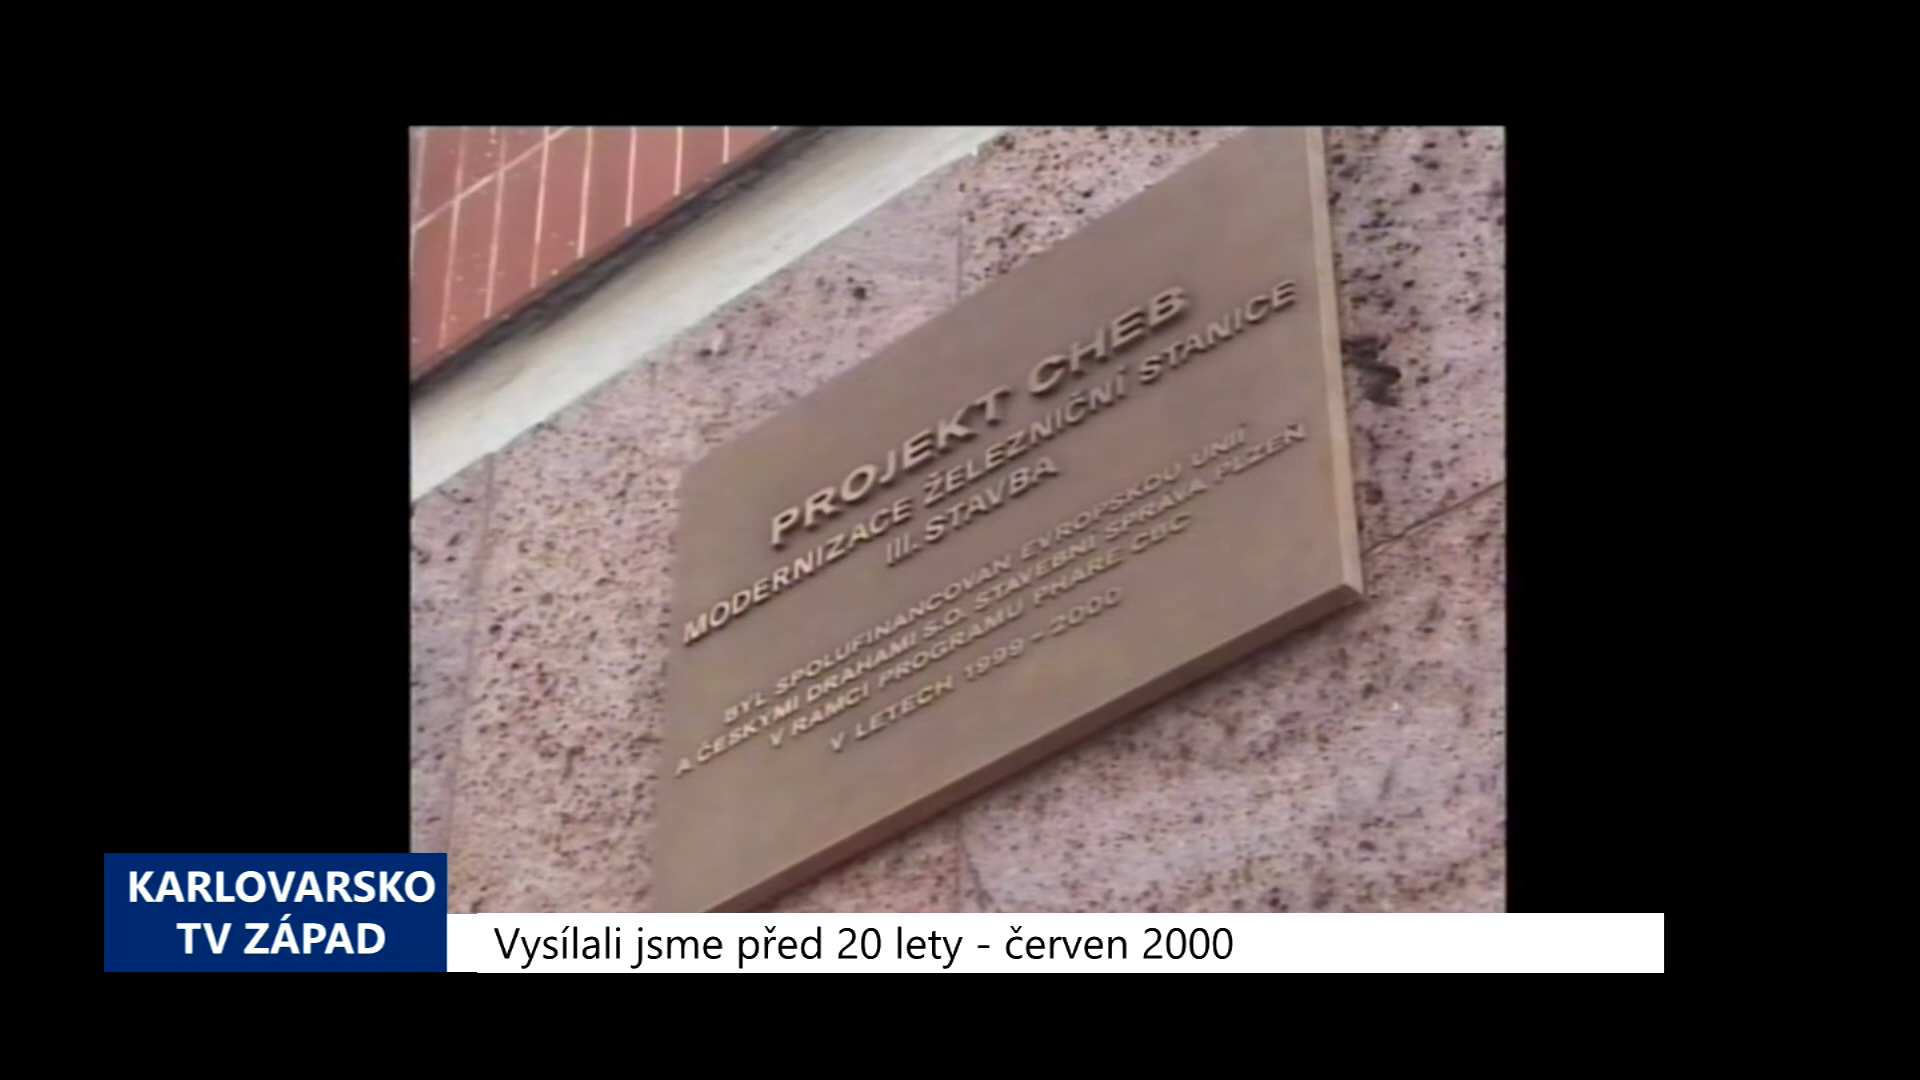 PROJEKT CHEB
MODERNIZACE ŽELEZNIČNÍ STANICE
III. STAVBA
BYL SPOLUFINANCOVÁN EVROPSKOU UNIÍ
A ČESKÝMI DRAHAMI S.O. STAVEBNÍ SPRÁVA PLZEŇ
V RÁMCI PROGRAMU PHARE CBC
V LETECH 1999 - 2000
KARLOVARSKO
TV ZÁPAD
Vysílali jsme před 20 lety - červen 2000